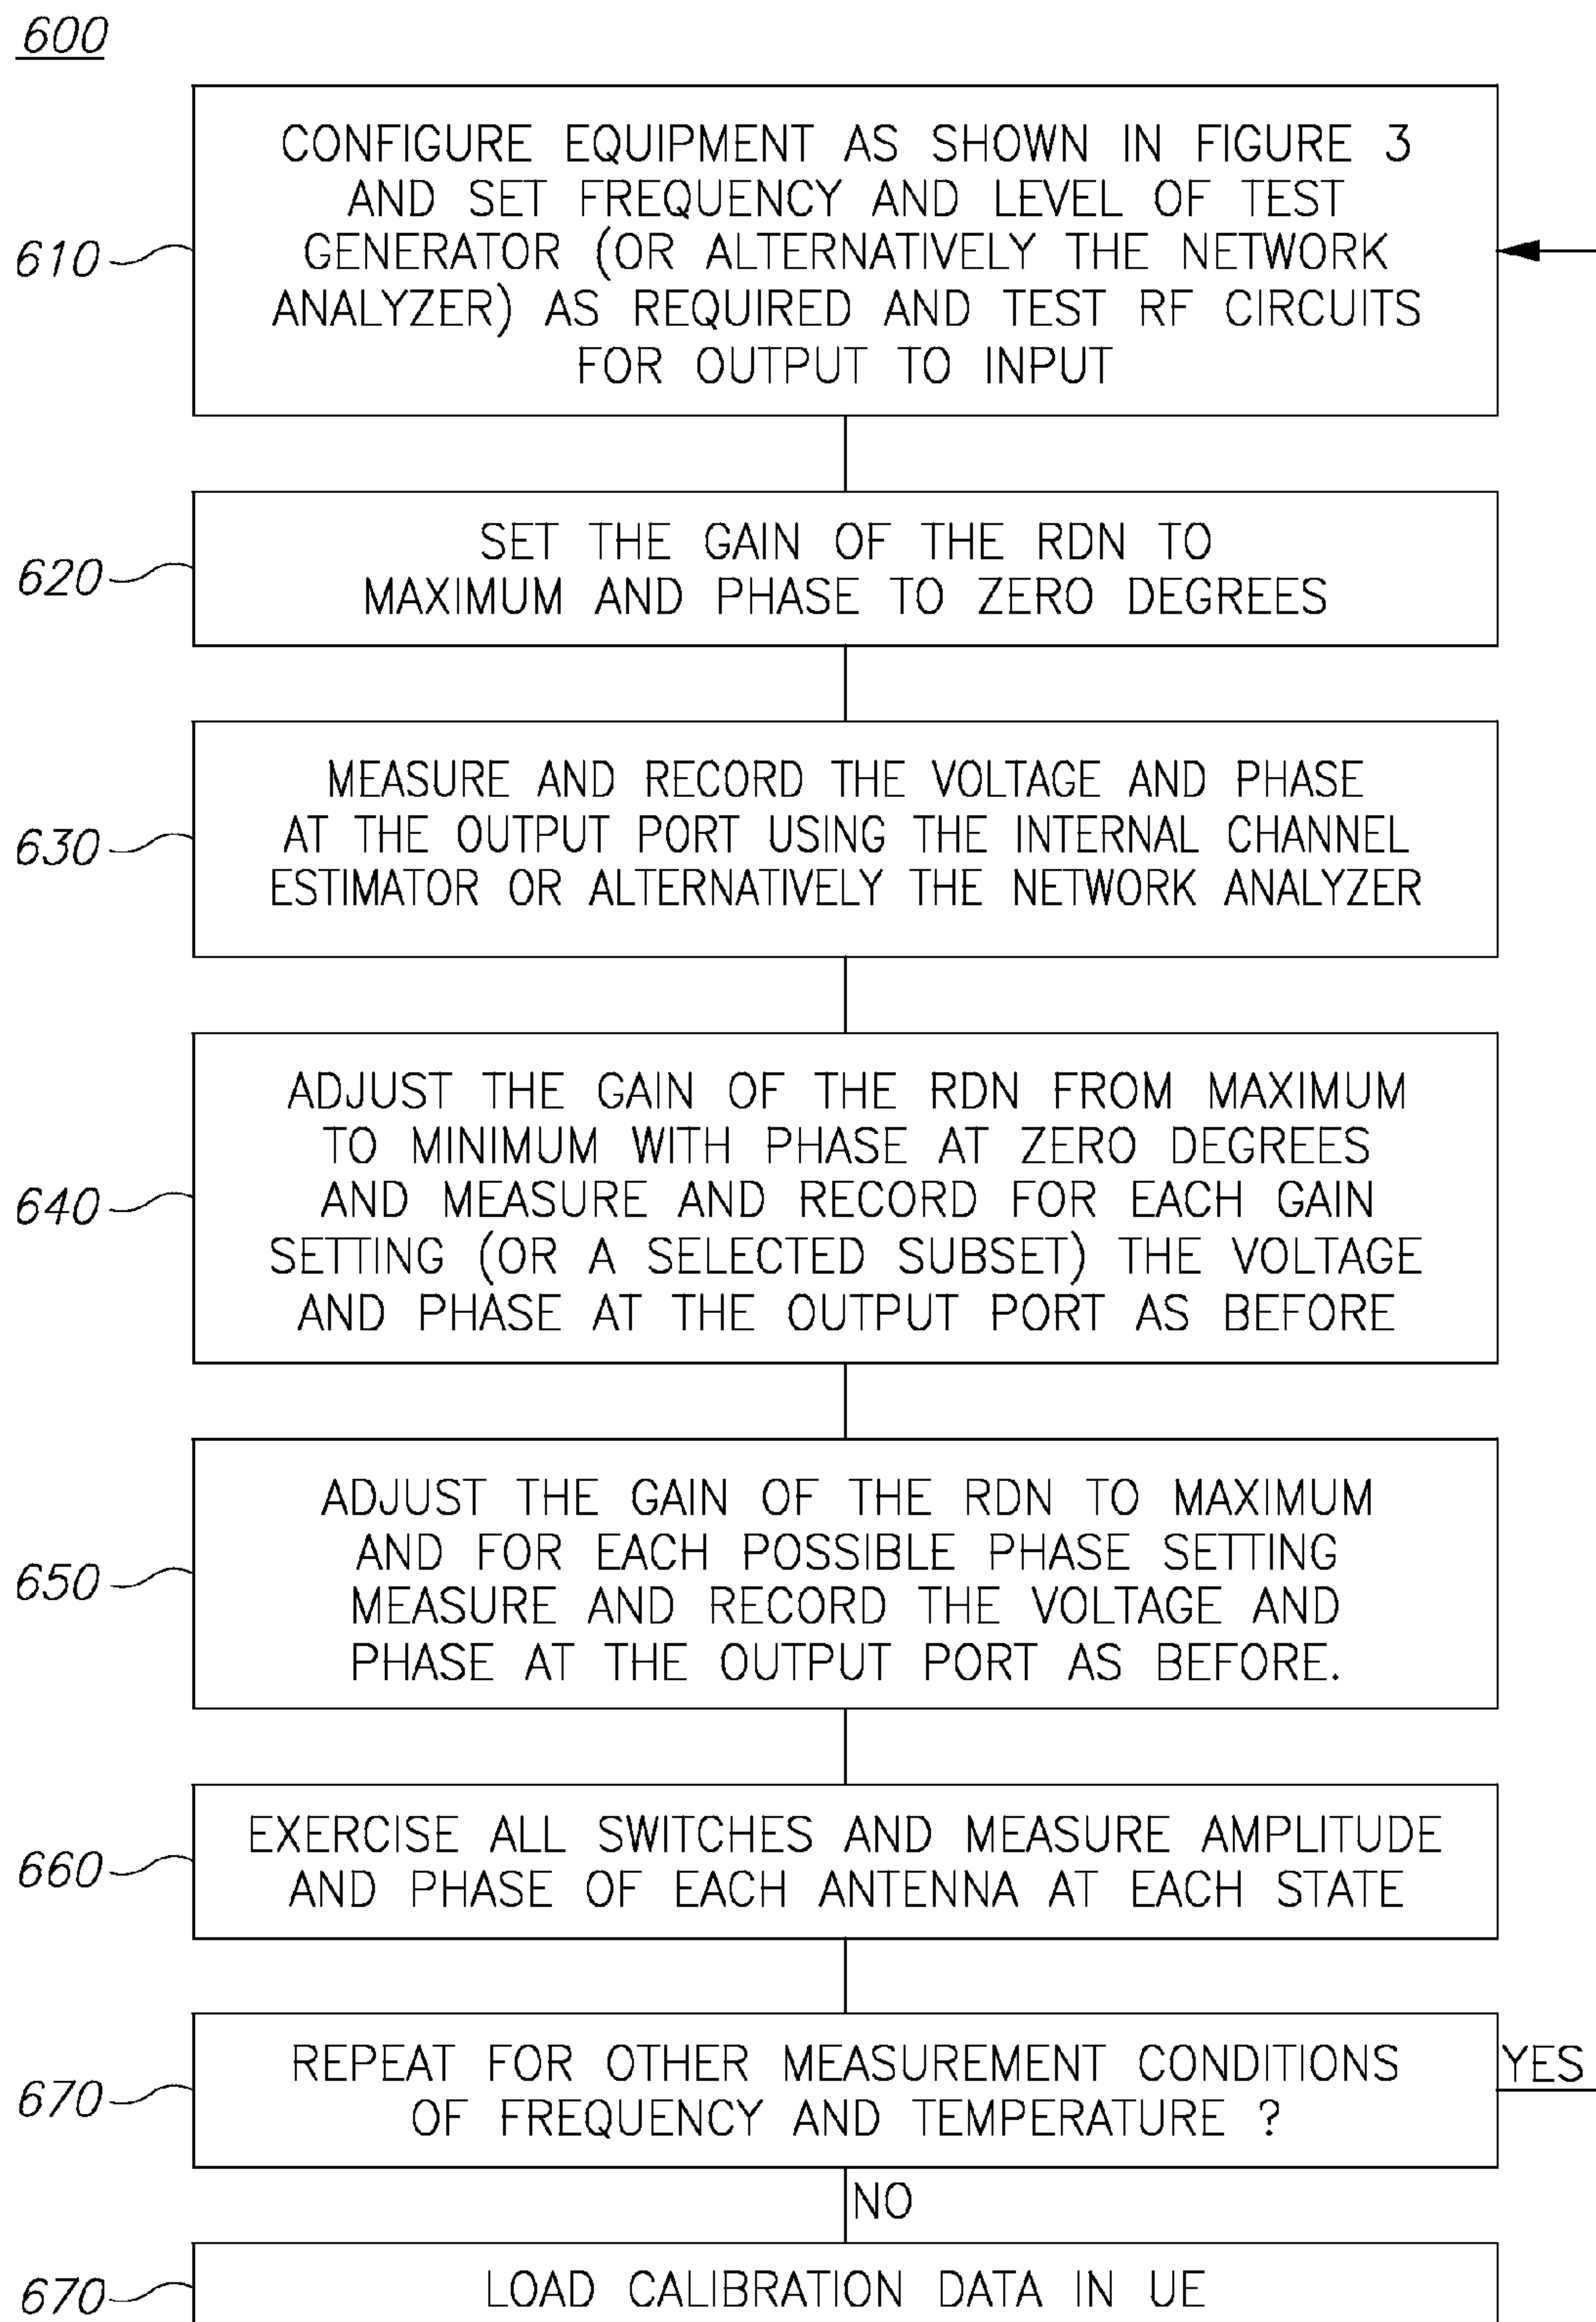 600
610
CONFIGURE EQUIPMENT AS SHOWN IN FIGURE 3
AND SET FREQUENCY AND LEVEL OF TEST
GENERATOR (OR ALTERNATIVELY THE NETWORK
ANALYZER) AS REQUIRED AND TEST RF CIRCUITS
FOR OUTPUT TO INPUT
620
SET THE GAIN OF THE RDN TO
MAXIMUM AND PHASE TO ZERO DEGREES
630
MEASURE AND RECORD THE VOLTAGE AND PHASE
AT THE OUTPUT PORT USING THE INTERNAL CHANNEL
ESTIMATOR OR ALTERNATIVELY THE NETWORK ANALYZER
640
ADJUST THE GAIN OF THE RDN FROM MAXIMUM
TO MINIMUM WITH PHASE AT ZERO DEGREES
AND MEASURE AND RECORD FOR EACH GAIN
SETTING (OR A SELECTED SUBSET) THE VOLTAGE
AND PHASE AT THE OUTPUT PORT AS BEFORE
650
ADJUST THE GAIN OF THE RDN TO MAXIMUM
AND FOR EACH POSSIBLE PHASE SETTING
MEASURE AND RECORD THE VOLTAGE AND
PHASE AT THE OUTPUT PORT AS BEFORE.
660
EXERCISE ALL SWITCHES AND MEASURE AMPLITUDE
AND PHASE OF EACH ANTENNA AT EACH STATE
670
REPEAT FOR OTHER MEASUREMENT CONDITIONS
OF FREQUENCY AND TEMPERATURE ?
YES
NO
670
LOAD CALIBRATION DATA IN UE